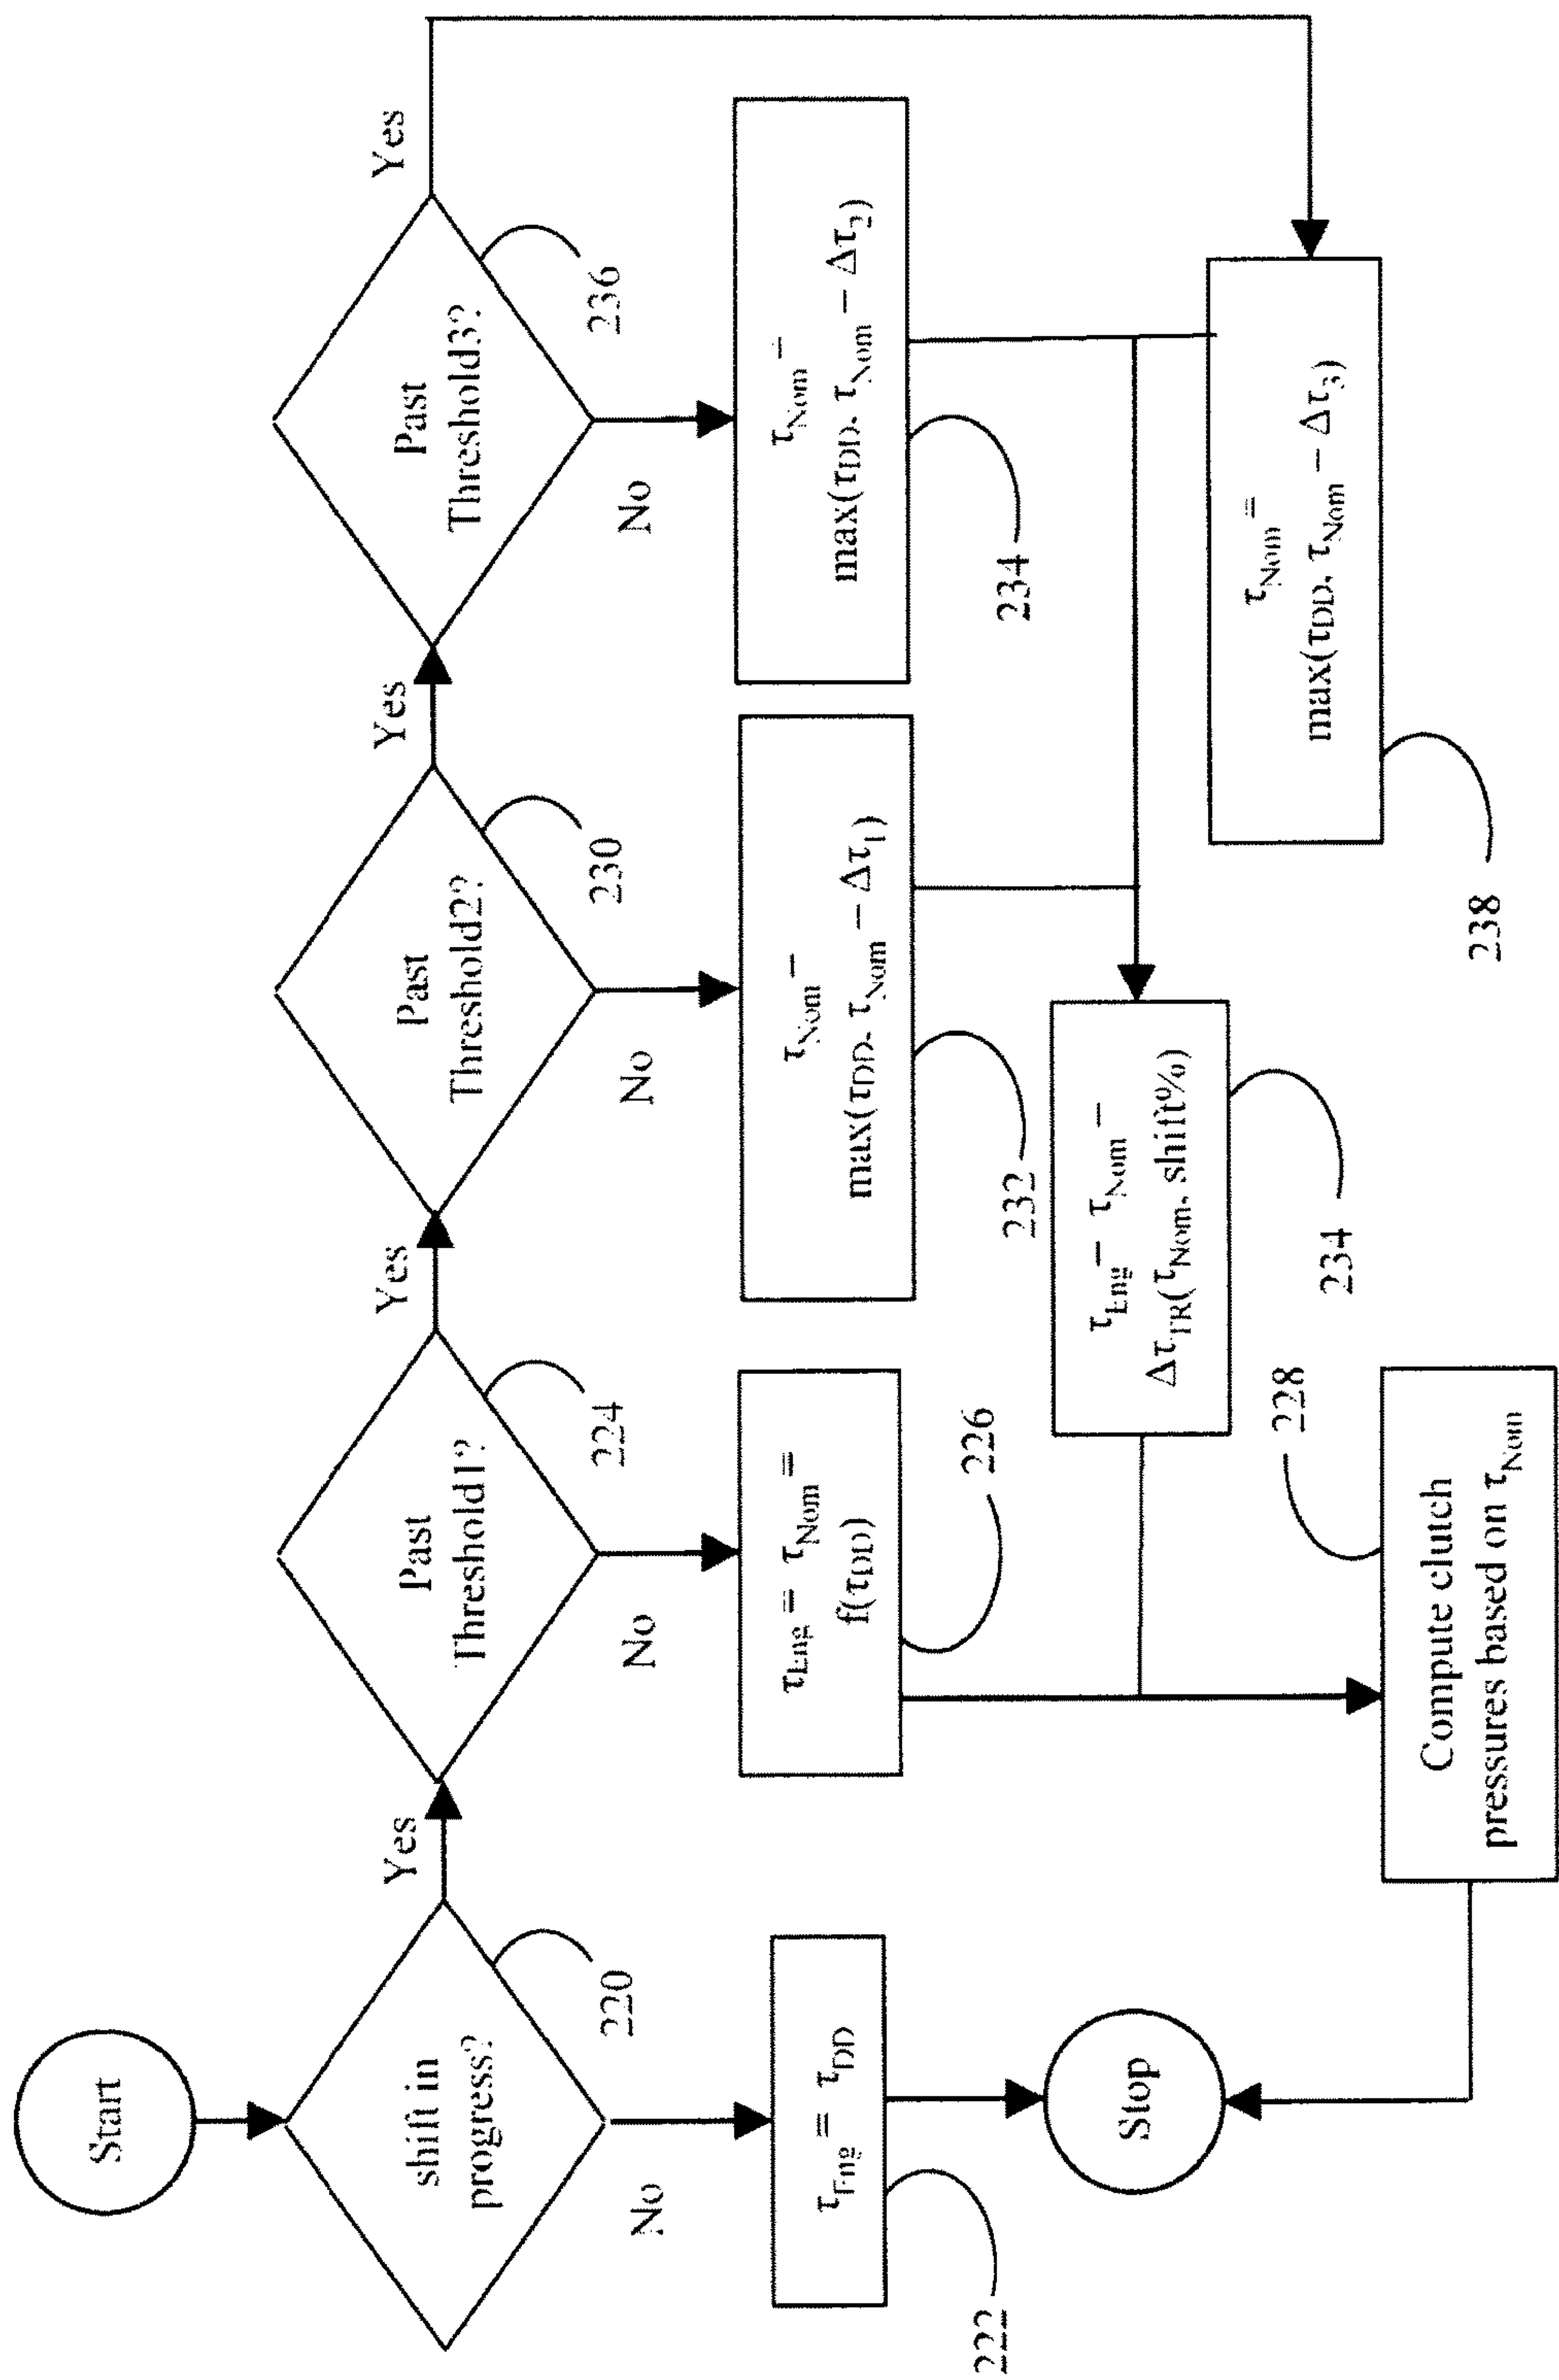 Start
shift in
progress?
220
Yes
No
τEng = τDD
222
Stop
Past
Threshold1?
224
Yes
No
τEng = τNom =
f(τDD)
226
Past
Threshold2?
230
Yes
No
τNom =
max(τDD, τNom − Δτ1)
232
Past
Threshold3?
236
Yes
No
τNom =
max(τDD, τNom − Δτ2)
234
τEng = τNom −
ΔτTR(τNom, shift%)
234
τNom =
max(τDD, τNom − Δτ3)
238
Compute clutch
pressures based on τNom
228